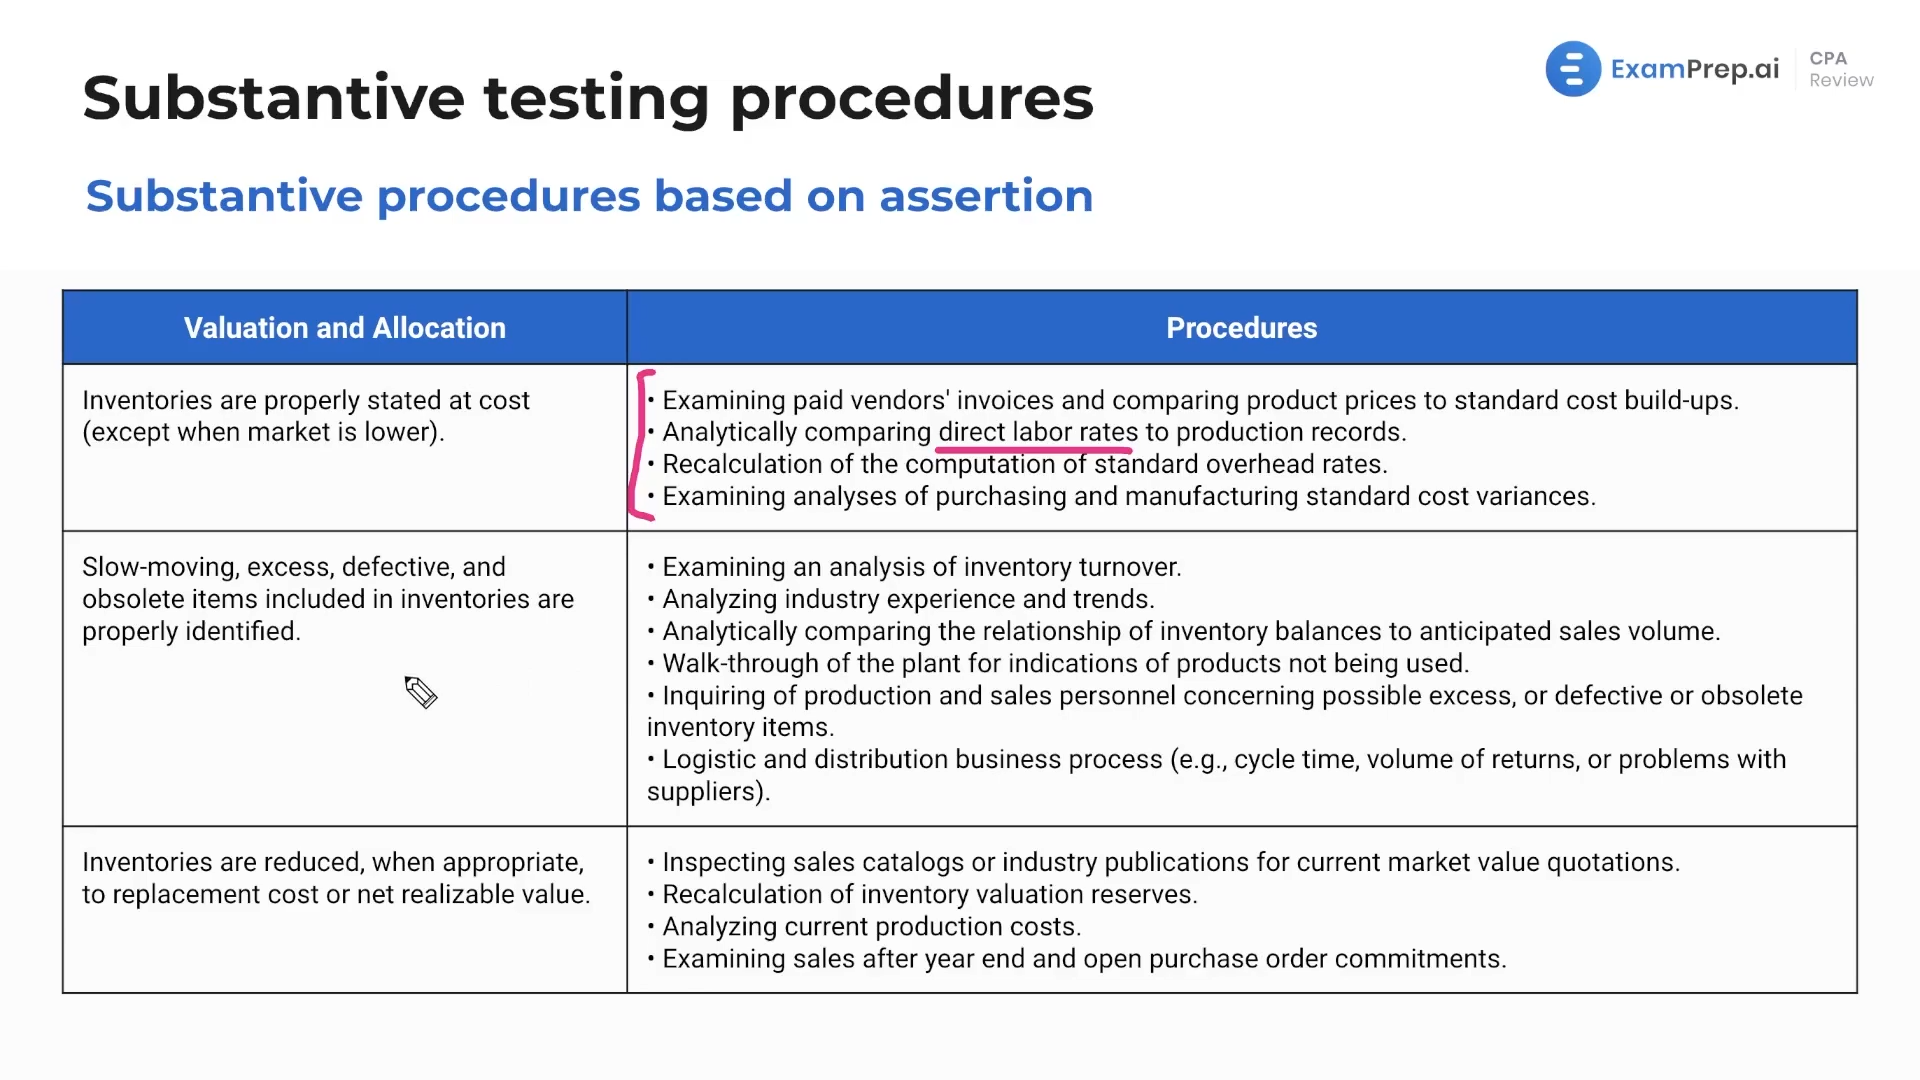 Substantive testing procedures
ExamPrep.ai
CPA
Review
Substantive procedures based on assertion
Valuation and Allocation
Procedures
Inventories are properly stated at cost
(except when market is lower).
• Examining paid vendors' invoices and comparing product prices to standard cost build-ups.
• Analytically comparing direct labor rates to production records.
• Recalculation of the computation of standard overhead rates.
• Examining analyses of purchasing and manufacturing standard cost variances.
Slow-moving, excess, defective, and
obsolete items included in inventories are
properly identified.
• Examining an analysis of inventory turnover.
• Analyzing industry experience and trends.
• Analytically comparing the relationship of inventory balances to anticipated sales volume.
• Walk-through of the plant for indications of products not being used.
• Inquiring of production and sales personnel concerning possible excess, or defective or obsolete
inventory items.
• Logistic and distribution business process (e.g., cycle time, volume of returns, or problems with
suppliers).
Inventories are reduced, when appropriate,
to replacement cost or net realizable value.
• Inspecting sales catalogs or industry publications for current market value quotations.
• Recalculation of inventory valuation reserves.
• Analyzing current production costs.
• Examining sales after year end and open purchase order commitments.